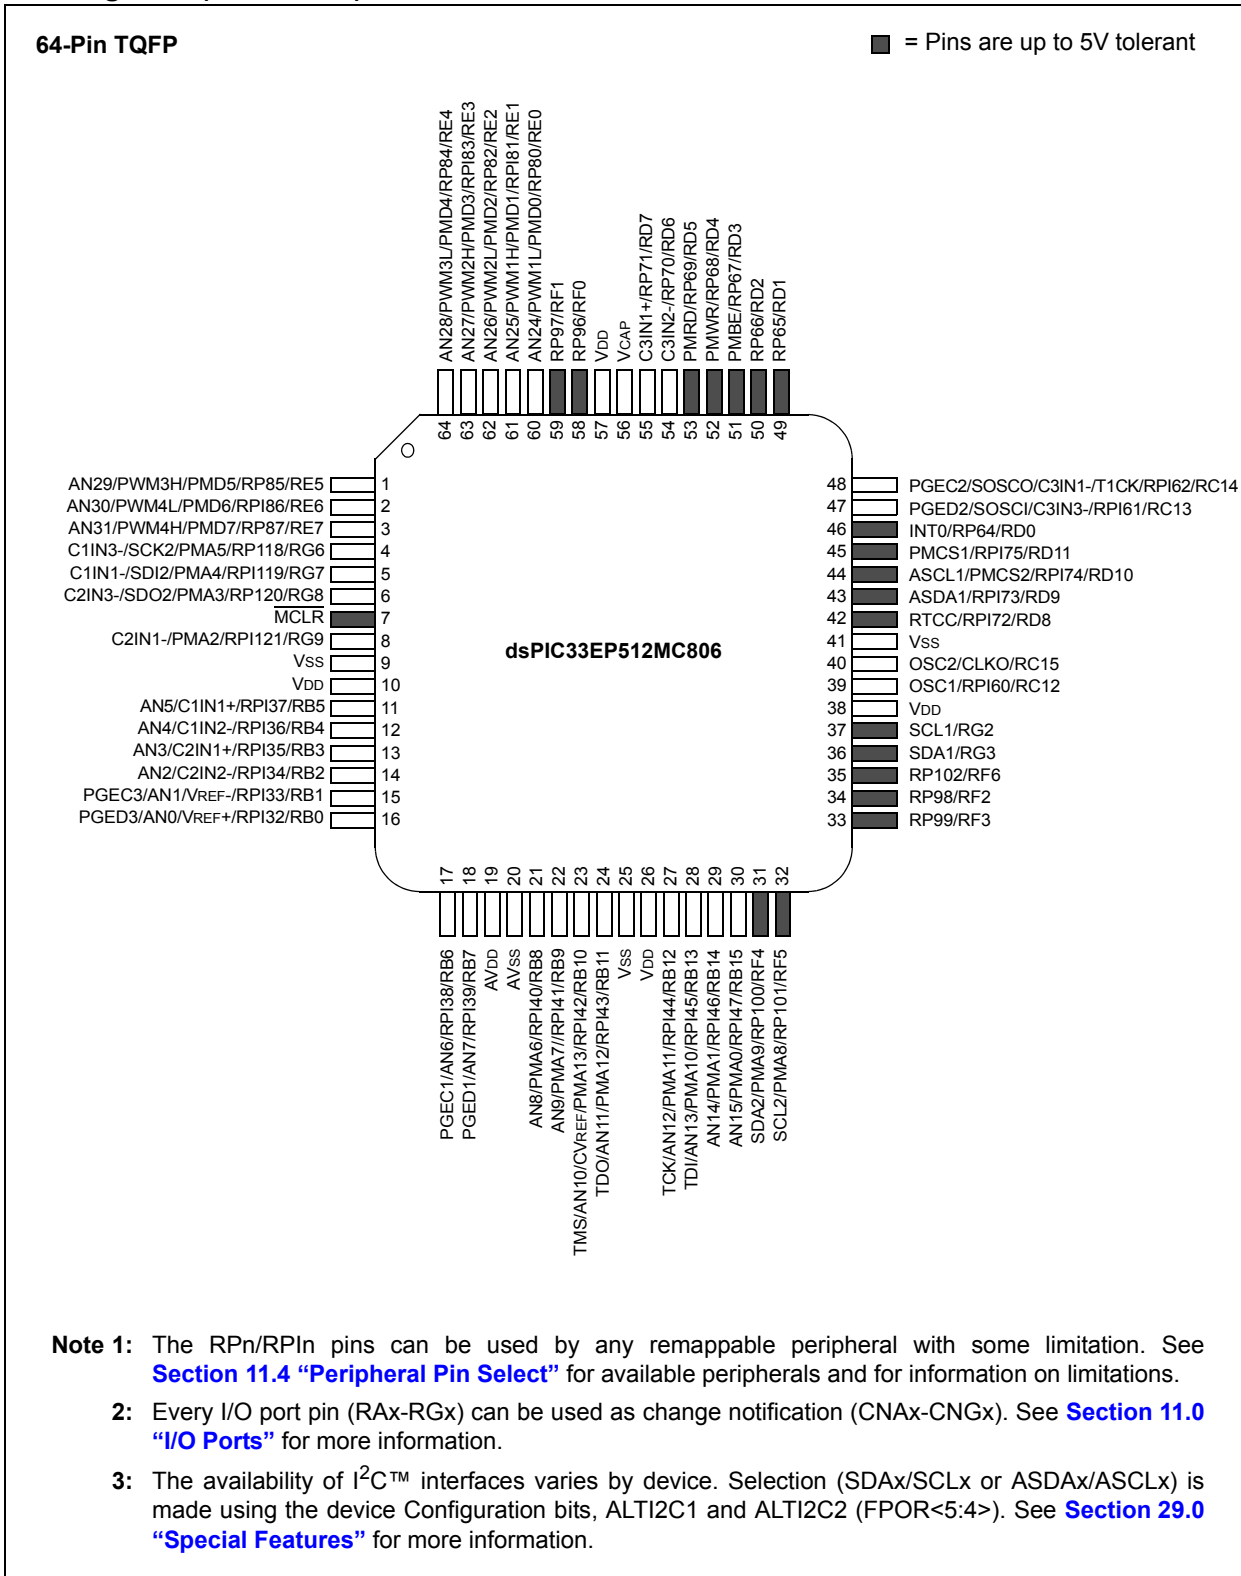 64-Pin TQFP
= Pins are up to 5V tolerant
AN28/PWM3L/PMD4/RP84/RE4
AN27/PWM2H/PMD3/RPI83/RE3
AN26/PWM2L/PMD2/RP82/RE2
AN25/PWM1H/PMD1/RPI81/RE1
AN24/PWM1L/PMD0/RP80/RE0
RP97/RF1
RP96/RF0
VDD
VCAP
C3IN1+/RP71/RD7
C3IN2-/RP70/RD6
PMRD/RP69/RD5
PMWR/RP68/RD4
PMBE/RP67/RD3
RP66/RD2
RP65/RD1
64 63 62 61 60 59 58 57 56 55 54 53 52 51 50 49
AN29/PWM3H/PMD5/RP85/RE5 1
AN30/PWM4L/PMD6/RPI86/RE6 2
AN31/PWM4H/PMD7/RP87/RE7 3
C1IN3-/SCK2/PMA5/RP118/RG6 4
C1IN1-/SDI2/PMA4/RPI119/RG7 5
C2IN3-/SDO2/PMA3/RP120/RG8 6
MCLR 7
C2IN1-/PMA2/RPI121/RG9 8
VSS 9
VDD 10
AN5/C1IN1+/RPI37/RB5 11
AN4/C1IN2-/RPI36/RB4 12
AN3/C2IN1+/RPI35/RB3 13
AN2/C2IN2-/RPI34/RB2 14
PGEC3/AN1/VREF-/RPI33/RB1 15
PGED3/AN0/VREF+/RPI32/RB0 16
dsPIC33EP512MC806
48 PGEC2/SOSCO/C3IN1-/T1CK/RPI62/RC14
47 PGED2/SOSCI/C3IN3-/RPI61/RC13
46 INT0/RP64/RD0
45 PMCS1/RPI75/RD11
44 ASCL1/PMCS2/RPI74/RD10
43 ASDA1/RPI73/RD9
42 RTCC/RPI72/RD8
41 VSS
40 OSC2/CLKO/RC15
39 OSC1/RPI60/RC12
38 VDD
37 SCL1/RG2
36 SDA1/RG3
35 RP102/RF6
34 RP98/RF2
33 RP99/RF3
17 18 19 20 21 22 23 24 25 26 27 28 29 30 31 32
PGEC1/AN6/RPI38/RB6
PGED1/AN7/RPI39/RB7
AVDD
AVSS
AN8/PMA6/RPI40/RB8
AN9/PMA7//RPI41/RB9
TMS/AN10/CVREF/PMA13/RPI42/RB10
TDO/AN11/PMA12/RPI43/RB11
VSS
VDD
TCK/AN12/PMA11/RPI44/RB12
TDI/AN13/PMA10/RPI45/RB13
AN14/PMA1/RPI46/RB14
AN15/PMA0/RPI47/RB15
SDA2/PMA9/RP100/RF4
SCL2/PMA8/RP101/RF5
Note 1: The RPn/RPIn pins can be used by any remappable peripheral with some limitation. See
Section 11.4 “Peripheral Pin Select” for available peripherals and for information on limitations.
2: Every I/O port pin (RAx-RGx) can be used as change notification (CNAx-CNGx). See Section 11.0
“I/O Ports” for more information.
3: The availability of I2C™ interfaces varies by device. Selection (SDAx/SCLx or ASDAx/ASCLx) is
made using the device Configuration bits, ALTI2C1 and ALTI2C2 (FPOR<5:4>). See Section 29.0
“Special Features” for more information.